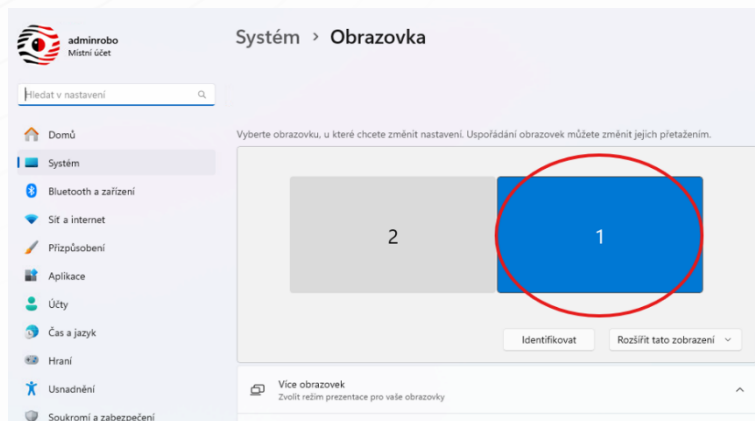 adminrobo
Místní účet
Hledat v nastavení
Domů
Systém
Bluetooth a zařízení
Síť a internet
Přizpůsobení
Aplikace
Účty
Čas a jazyk
Hraní
Usnadnění
Soukromí a zabezpečení
Systém > Obrazovka
Vyberte obrazovku, u které chcete změnit nastavení. Uspořádání obrazovek můžete změnit jejich přetažením.
2 1
Identifikovat Rozšířit tato zobrazení
Více obrazovek
Zvolit režim prezentace pro vaše obrazovky